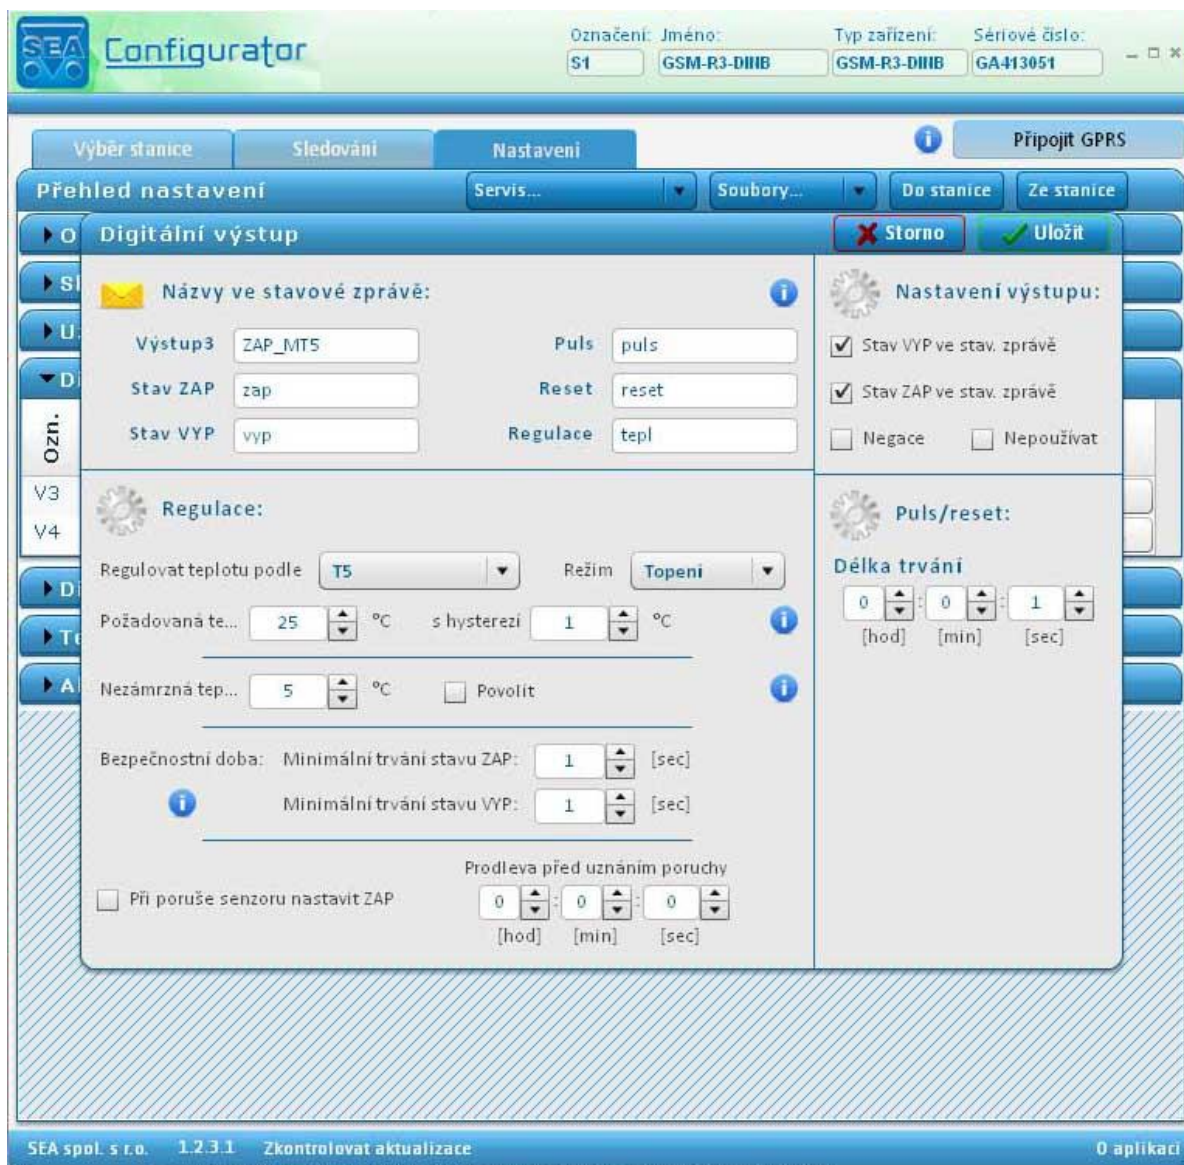 SEA Configurator
Označení: Jméno: Typ zařízení: Sériové číslo:
S1 GSM-R3-DINB GSM-R3-DINB GA413051
Výběr stanice Sledování Nastavení Připojit GPRS
Přehled nastavení Servis... Soubory... Do stanice Ze stanice
O Digitální výstup Storno Uložit
Názvy ve stavové zprávě: Nastavení výstupu:
Výstup3 ZAP_MT5 Puls puls Stav VYP ve stav. zprávě
Stav ZAP zap Reset reset Stav ZAP ve stav. zprávě
Stav VYP vyp Regulace tepl Negace Nepoužívat
Ozn.
V3
V4
Regulace: Puls/reset:
Regulovat teplotu podle T5 Režim Topení Délka trvání
0 : 0 : 1
[hod] [min] [sec]
Požadovaná te... 25 °C s hysterezí 1 °C
Nezámrzná tep... 5 °C Povolit
Bezpečnostní doba: Minimální trvání stavu ZAP: 1 [sec]
Minimální trvání stavu VYP: 1 [sec]
Prodleva před uznáním poruchy
Při poruše senzoru nastavit ZAP 0 : 0 : 0
[hod] [min] [sec]
SEA spol. s r.o. 1.2.3.1 Zkontrolovat aktualizace O aplikaci